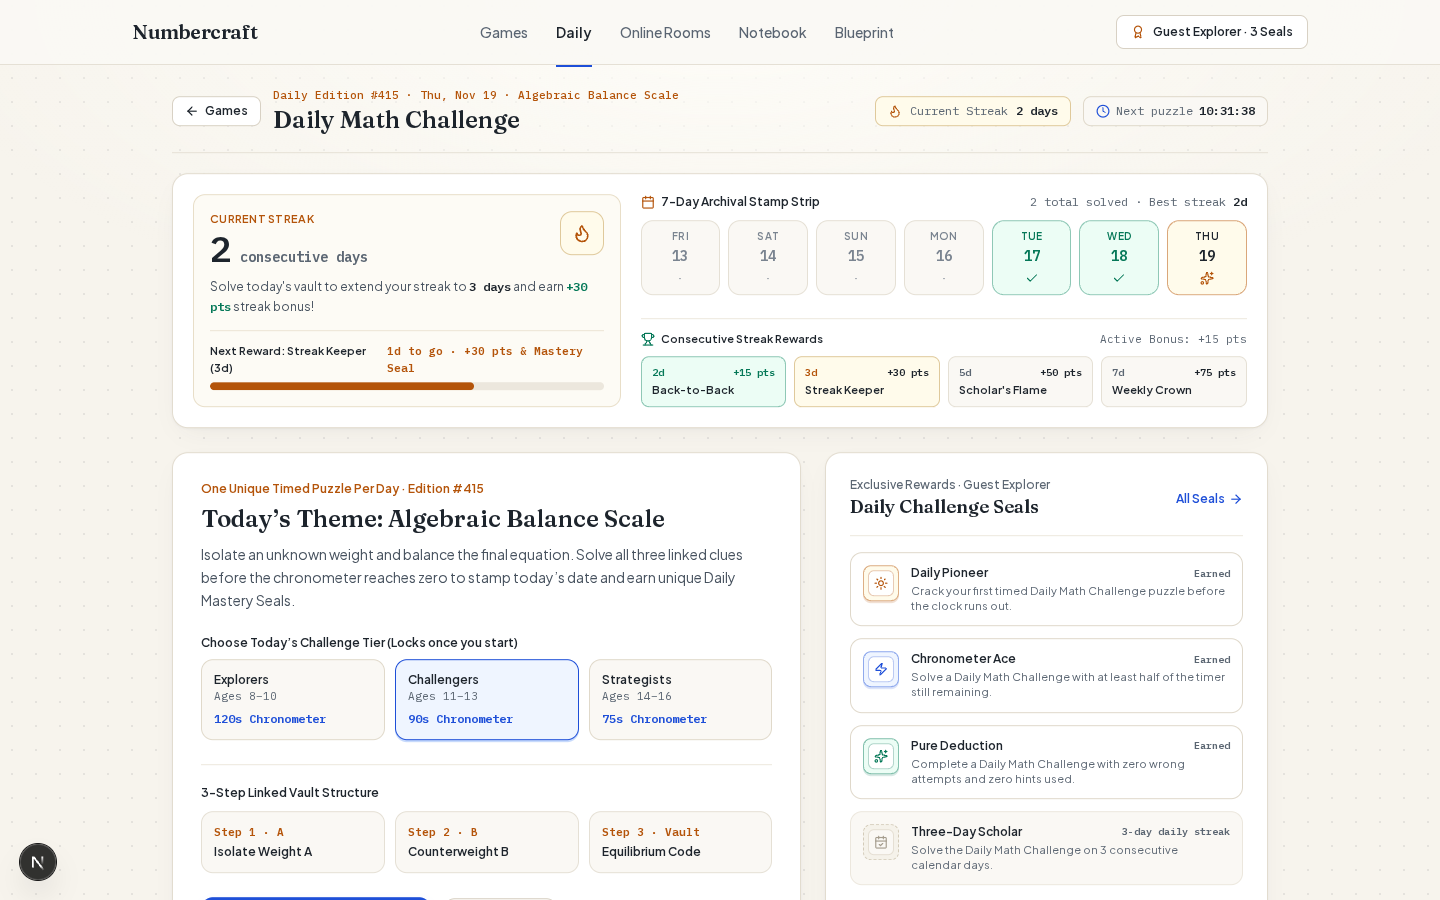 Numbercraft
Games
Daily
Online Rooms
Notebook
Blueprint
Guest Explorer · 3 Seals
Games
Daily Edition #415 · Thu, Nov 19 · Algebraic Balance Scale
Daily Math Challenge
Current Streak 2 days
Next puzzle 10:31:38
CURRENT STREAK
2 consecutive days
Solve today's vault to extend your streak to 3 days and earn +30
pts streak bonus!
Next Reward: Streak Keeper
(3d)
1d to go · +30 pts & Mastery
Seal
7-Day Archival Stamp Strip
2 total solved · Best streak 2d
FRI
13
-
SAT
14
-
SUN
15
-
MON
16
-
TUE
17
WED
18
THU
19
Consecutive Streak Rewards
Active Bonus: +15 pts
2d +15 pts
Back-to-Back
3d +30 pts
Streak Keeper
5d +50 pts
Scholar's Flame
7d +75 pts
Weekly Crown
One Unique Timed Puzzle Per Day · Edition #415
Today’s Theme: Algebraic Balance Scale
Isolate an unknown weight and balance the final equation. Solve all three linked clues
before the chronometer reaches zero to stamp today’s date and earn unique Daily
Mastery Seals.
Choose Today’s Challenge Tier (Locks once you start)
Explorers
Ages 8–10
120s Chronometer
Challengers
Ages 11–13
90s Chronometer
Strategists
Ages 14–16
75s Chronometer
3-Step Linked Vault Structure
Step 1 · A
Isolate Weight A
Step 2 · B
Counterweight B
Step 3 · Vault
Equilibrium Code
Exclusive Rewards · Guest Explorer
Daily Challenge Seals
All Seals
Daily Pioneer
Earned
Crack your first timed Daily Math Challenge puzzle before
the clock runs out.
Chronometer Ace
Earned
Solve a Daily Math Challenge with at least half of the timer
still remaining.
Pure Deduction
Earned
Complete a Daily Math Challenge with zero wrong
attempts and zero hints used.
Three-Day Scholar
3-day daily streak
Solve the Daily Math Challenge on 3 consecutive
calendar days.
N